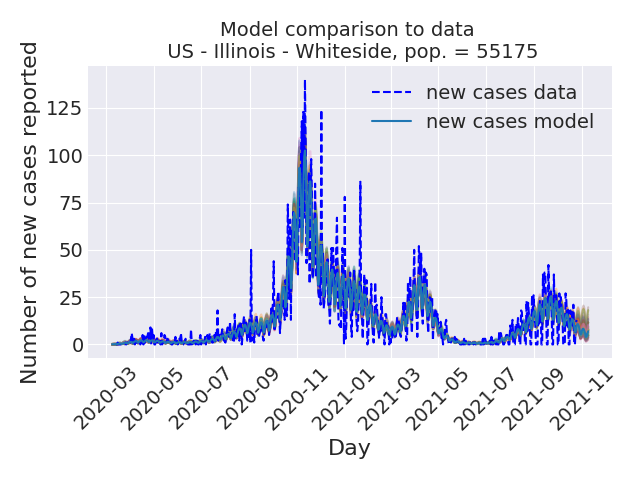 Model comparison to data
US - Illinois - Whiteside, pop. = 55175
Number of new cases reported
125
100
75
50
25
0
new cases data
new cases model
2020-03
2020-05
2020-07
2020-09
2020-11
2021-01
2021-03
2021-05
2021-07
2021-09
2021-11
Day